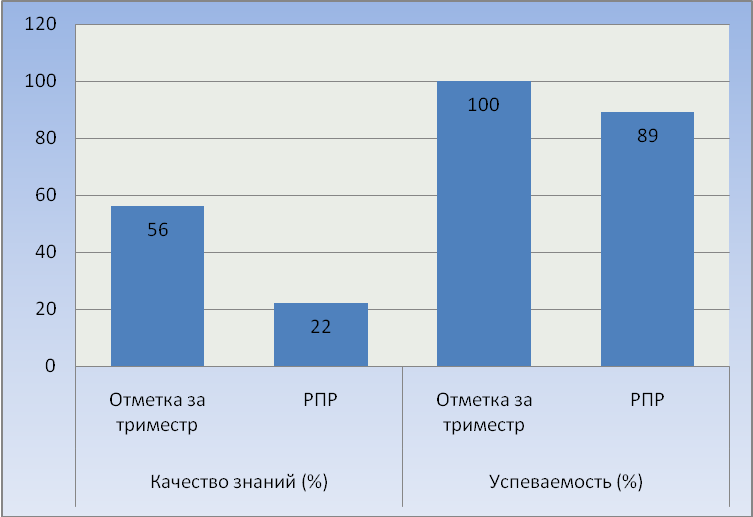 120
100
80
60
40
20
0
56
22
100
89
Отметка за
триместр
РПР
Отметка за
триместр
РПР
Качество знаний (%)
Успеваемость (%)